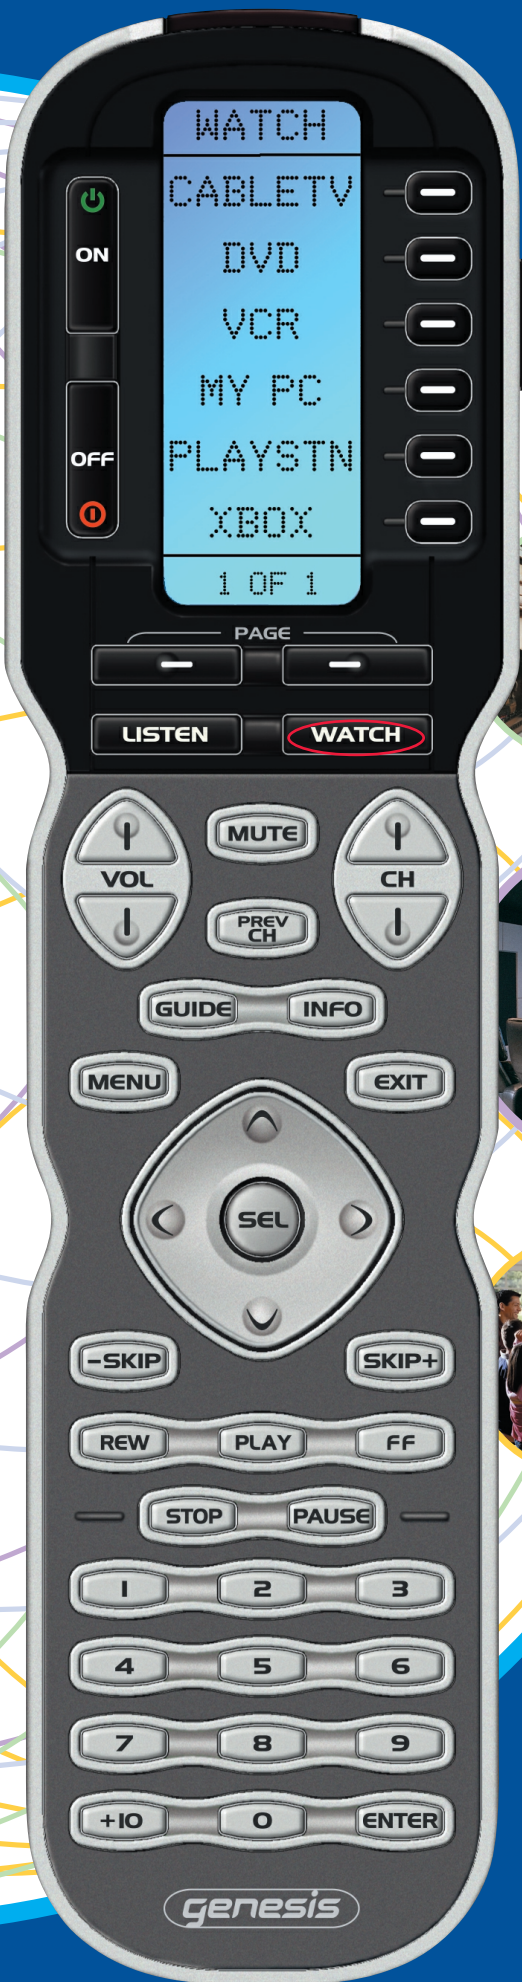 WATCH
CABLETV
ON
DVD
VCR
MY PC
OFF
PLAYSTN
XBOX
1 OF 1
PAGE
LISTEN WATCH
MUTE
VOL CH
PREV
CH
GUIDE INFO
MENU EXIT
SEL
-SKIP SKIP+
REW PLAY FF
STOP PAUSE
1 2 3
4 5 6
7 8 9
+10 0 ENTER
genesis